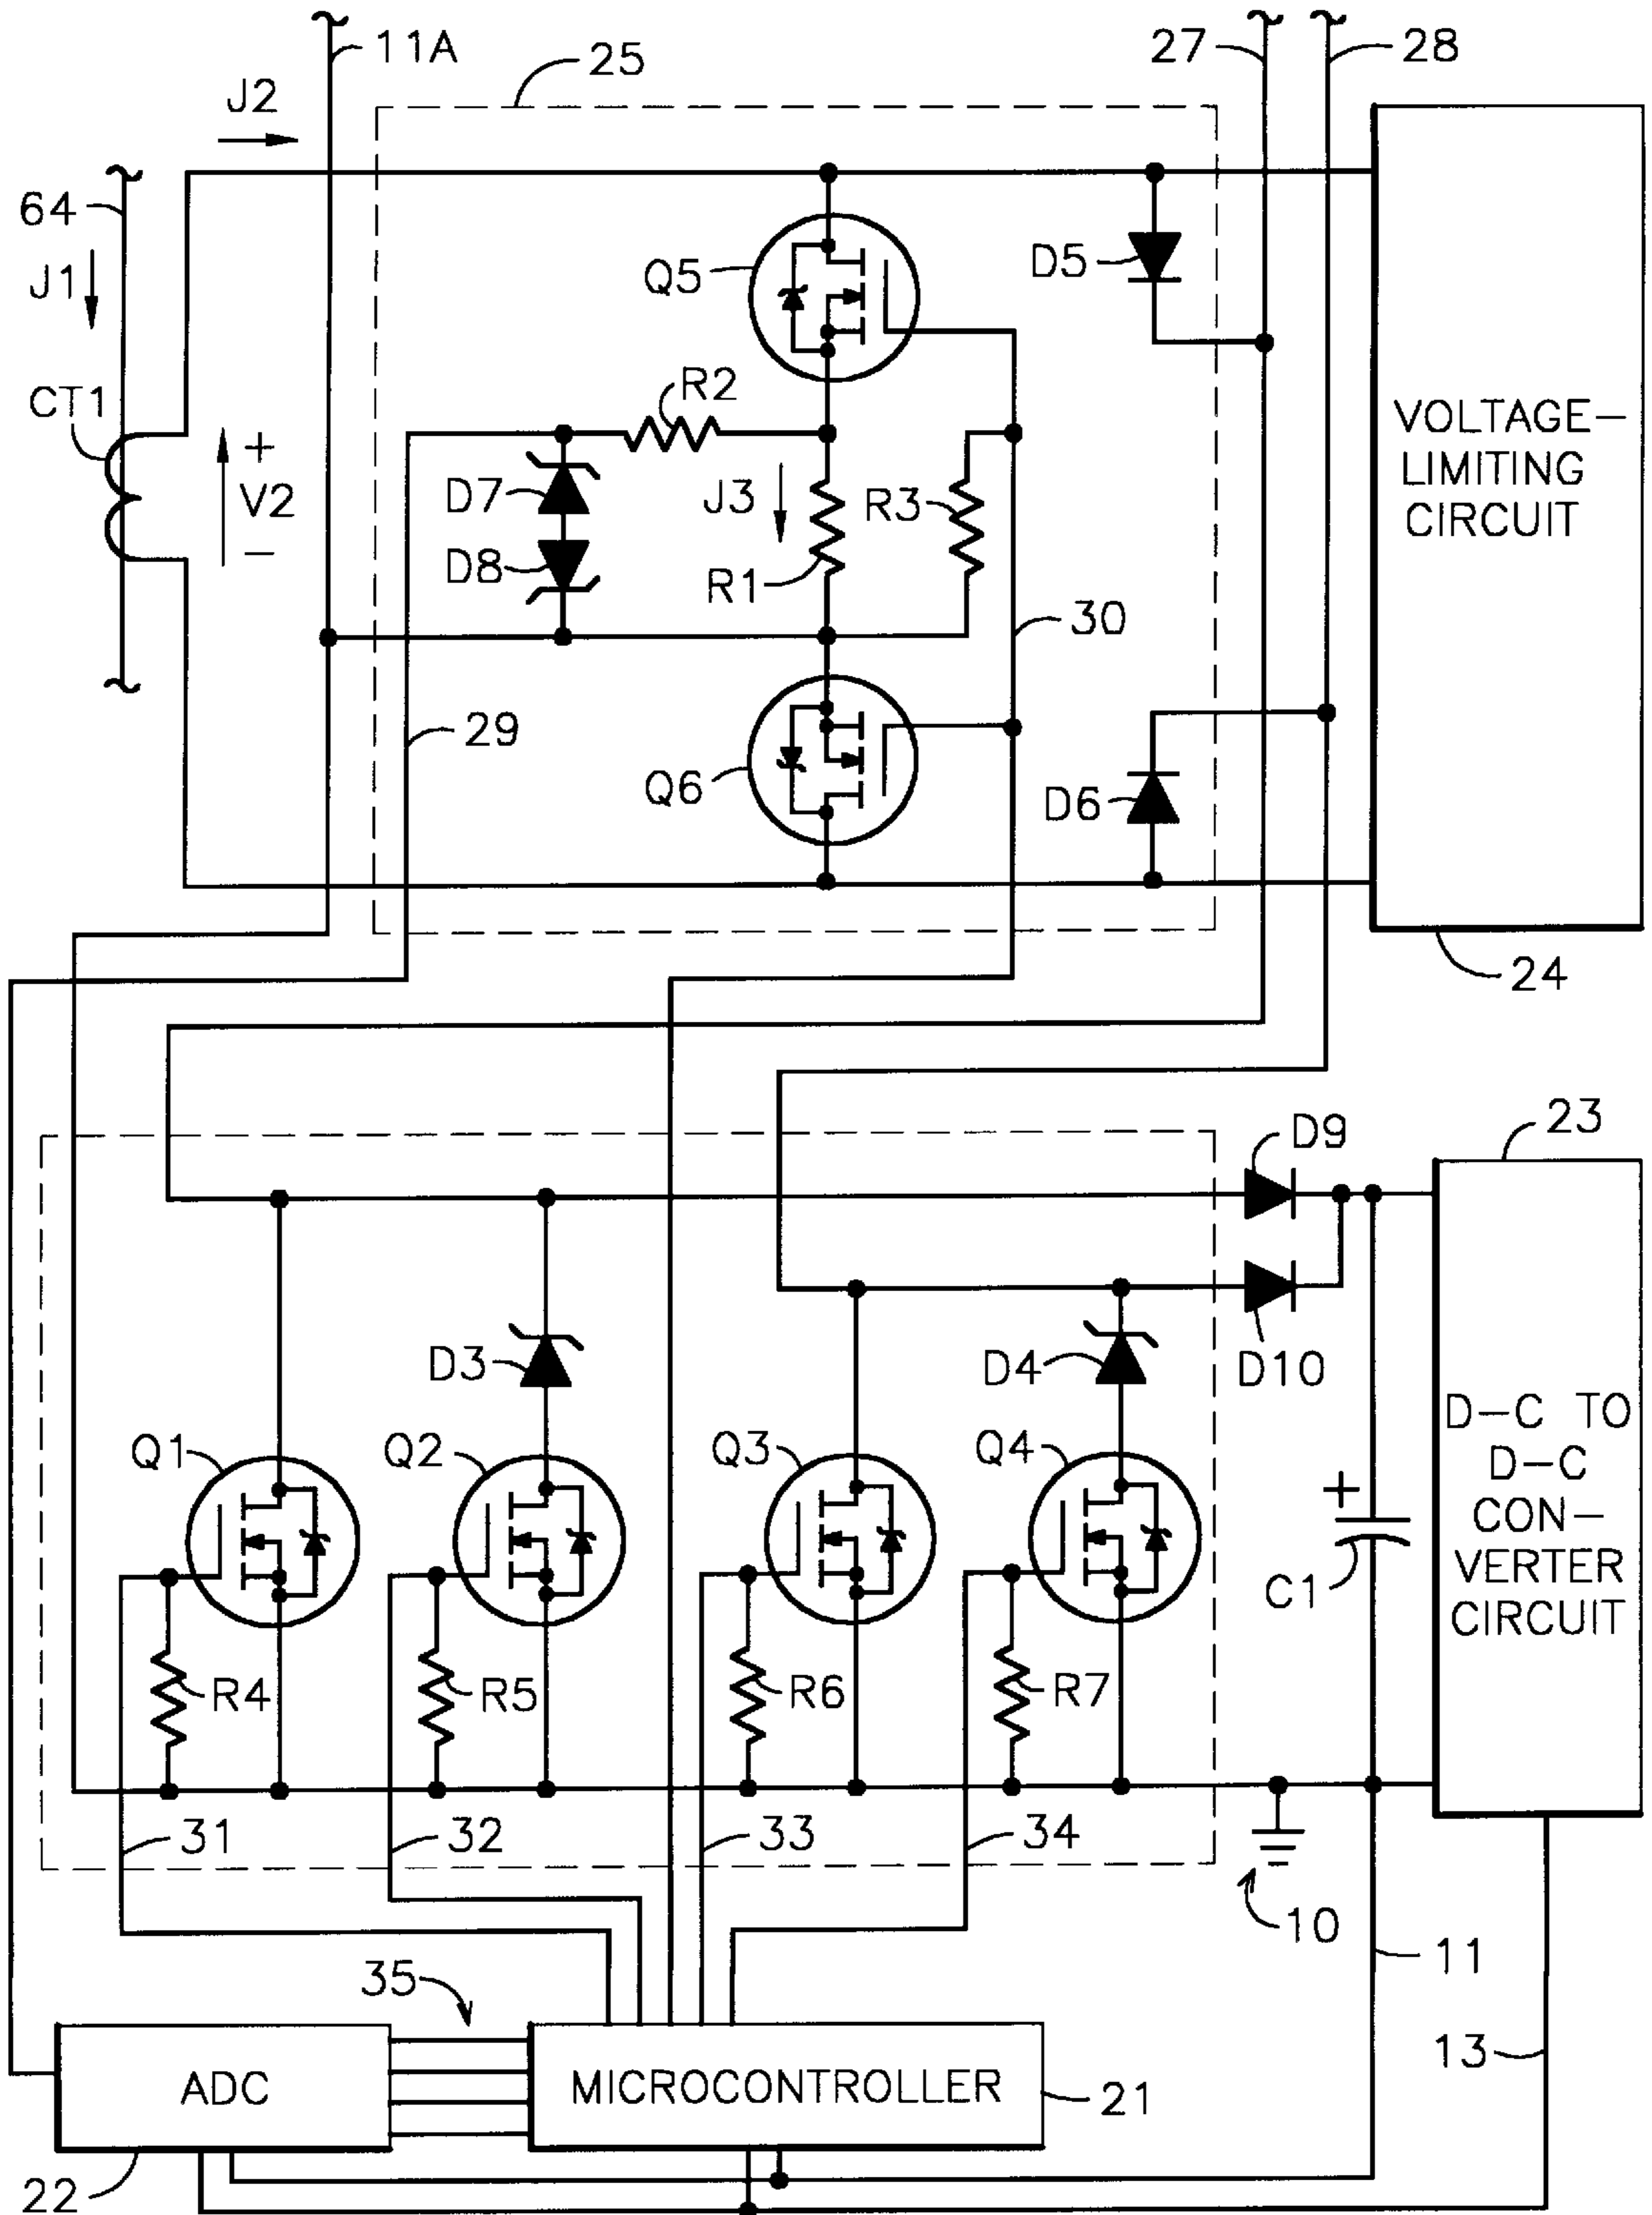 11A
25
27
28
J2
64
J1
Q5
D5
R2
CT1
+
V2
−
D7
D8
J3
R1
R3
VOLTAGE−
LIMITING
CIRCUIT
30
29
Q6
D6
24
D9
23
D3
D4
D10
D−C TO
D−C
CON−
VERTER
CIRCUIT
Q1
Q2
Q3
Q4
+
C1
R4
R5
R6
R7
31
32
33
34
10
11
35
13
ADC
MICROCONTROLLER
21
22